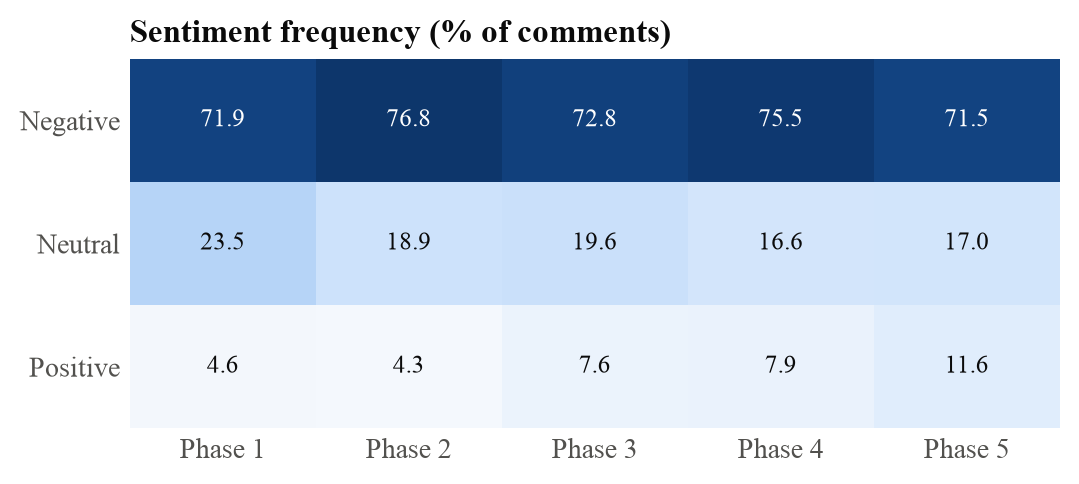 Sentiment frequency (% of comments)
Negative 71.9 76.8 72.8 75.5 71.5
Neutral 23.5 18.9 19.6 16.6 17.0
Positive 4.6 4.3 7.6 7.9 11.6
Phase 1 Phase 2 Phase 3 Phase 4 Phase 5